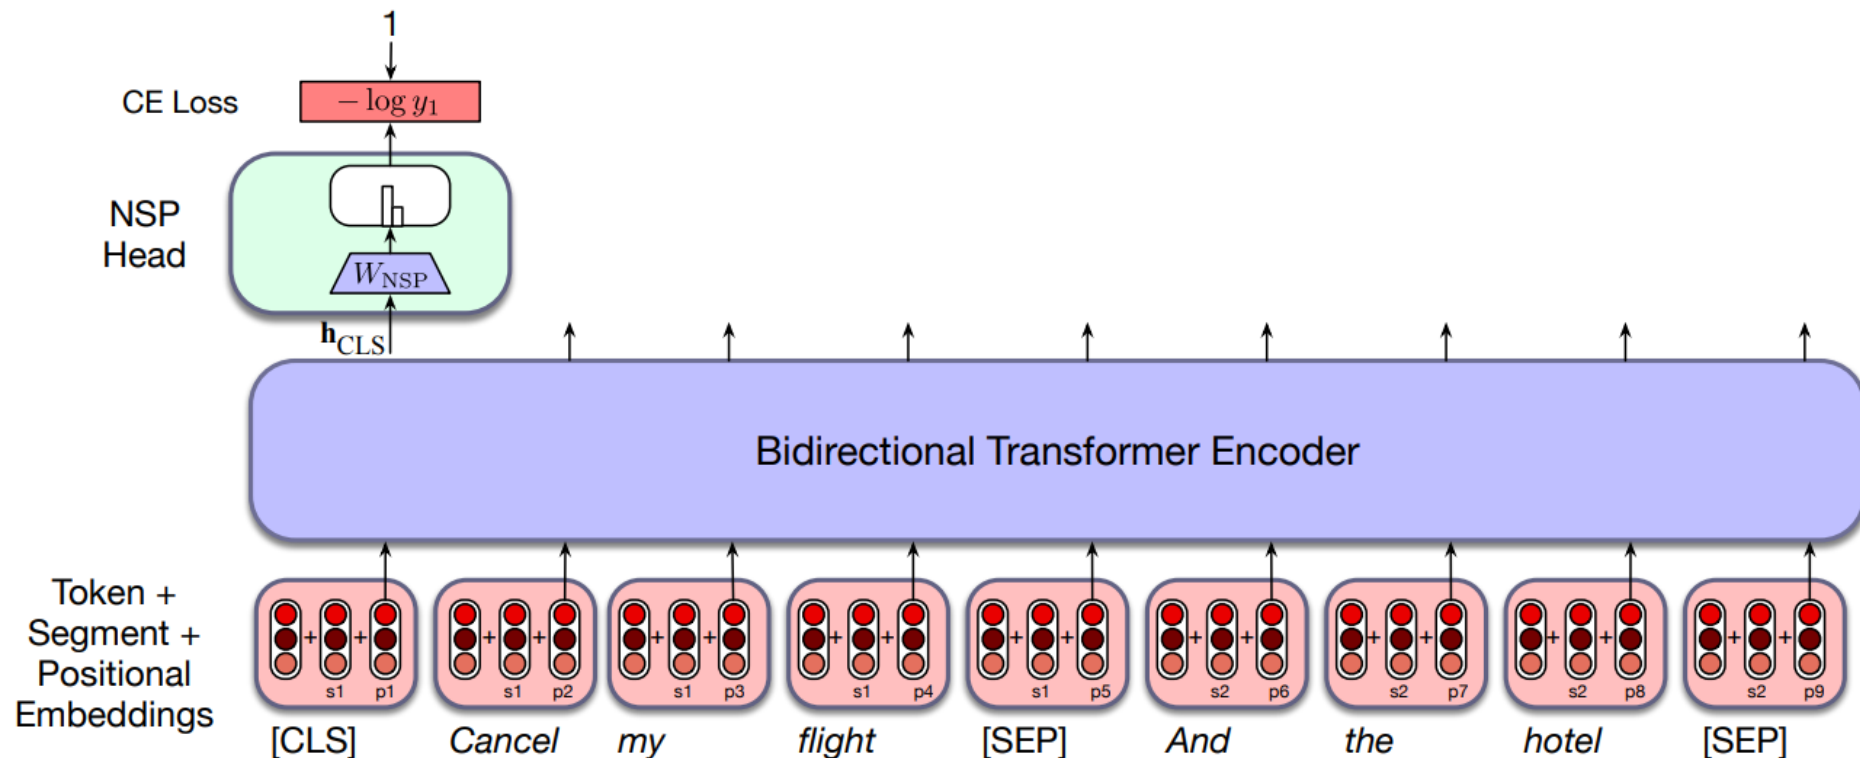 1
CE Loss
− log y₁
NSP
Head
W_NSP
h_CLS
Bidirectional Transformer Encoder
Token +
Segment +
Positional
Embeddings
+ + + + + + + + + + + + + + + + + +
s1 p1 s1 p2 s1 p3 s1 p4 s1 p5 s2 p6 s2 p7 s2 p8 s2 p9
[CLS] Cancel my flight [SEP] And the hotel [SEP]